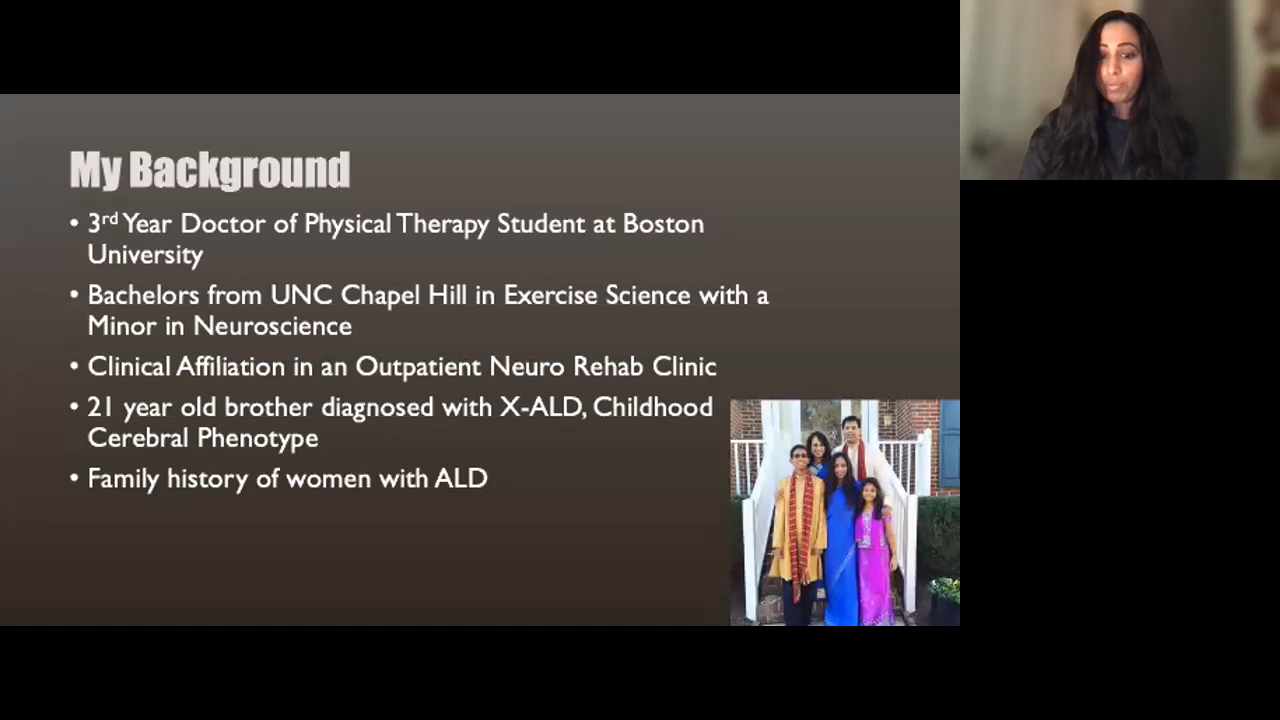 My Background
• 3rd Year Doctor of Physical Therapy Student at Boston
University
• Bachelors from UNC Chapel Hill in Exercise Science with a
Minor in Neuroscience
• Clinical Affiliation in an Outpatient Neuro Rehab Clinic
• 21 year old brother diagnosed with X-ALD, Childhood
Cerebral Phenotype
• Family history of women with ALD